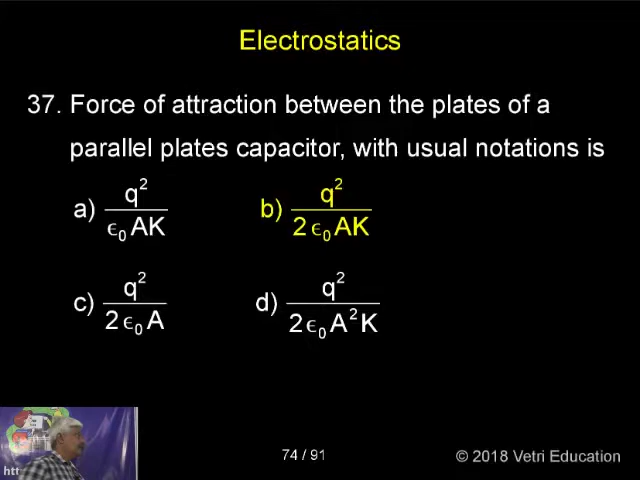 Electrostatics
37. Force of attraction between the plates of a
parallel plates capacitor, with usual notations is
a) q²/ϵ₀AK b) q²/2ϵ₀AK
c) q²/2ϵ₀A d) q²/2ϵ₀A²K
htt
74 / 91
© 2018 Vetri Education